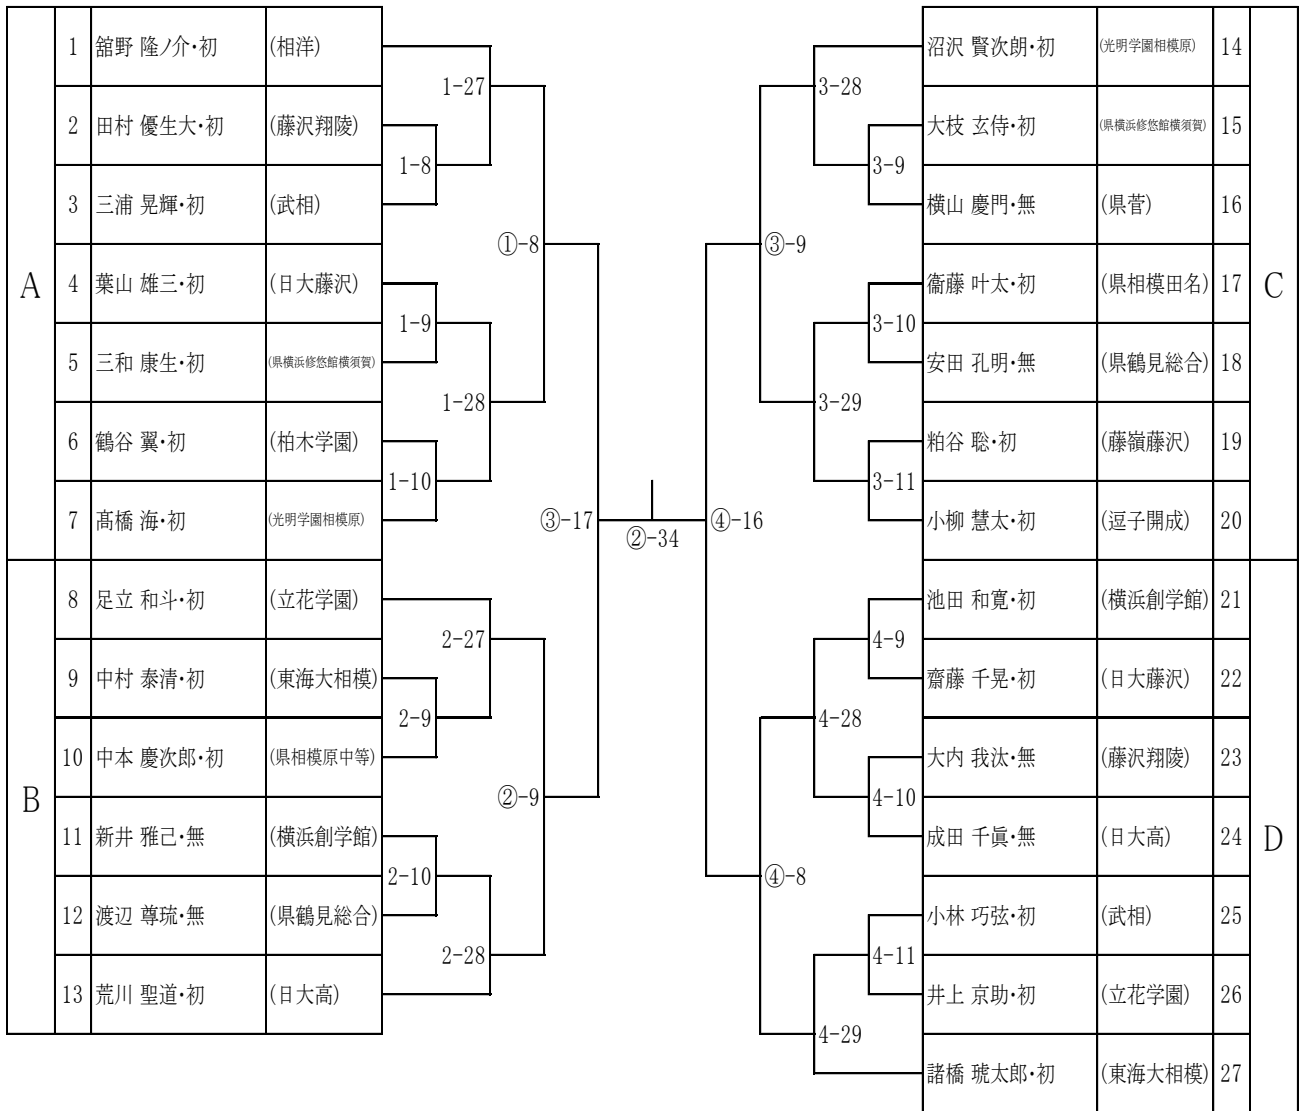 A
1 舘野 隆ノ介・初 (相洋)
2 田村 優生大・初 (藤沢翔陵)
3 三浦 晃輝・初 (武相)
4 葉山 雄三・初 (日大藤沢)
5 三和 康生・初 (県横浜修悠館横須賀)
6 鶴谷 翼・初 (柏木学園)
7 髙橋 海・初 (光明学園相模原)
B
8 足立 和斗・初 (立花学園)
9 中村 泰清・初 (東海大相模)
10 中本 慶次郎・初 (県相模原中等)
11 新井 雅己・無 (横浜創学館)
12 渡辺 尊琉・無 (県鶴見総合)
13 荒川 聖道・初 (日大高)
1-27
1-8
①-8
1-9
1-28
1-10
③-17
2-27
2-9
②-9
2-10
2-28
②-34
3-28
3-9
③-9
3-10
3-29
3-11
④-16
4-9
4-28
4-10
④-8
4-11
4-29
沼沢 賢次朗・初 (光明学園相模原) 14
大枝 玄侍・初 (県横浜修悠館横須賀) 15
横山 慶門・無 (県菅) 16
衞藤 叶太・初 (県相模田名) 17
安田 孔明・無 (県鶴見総合) 18
粕谷 聡・初 (藤嶺藤沢) 19
小柳 慧太・初 (逗子開成) 20
C
池田 和寛・初 (横浜創学館) 21
齋藤 千晃・初 (日大藤沢) 22
大内 我汰・無 (藤沢翔陵) 23
成田 千眞・無 (日大高) 24
小林 巧弦・初 (武相) 25
井上 京助・初 (立花学園) 26
諸橋 琥太郎・初 (東海大相模) 27
D